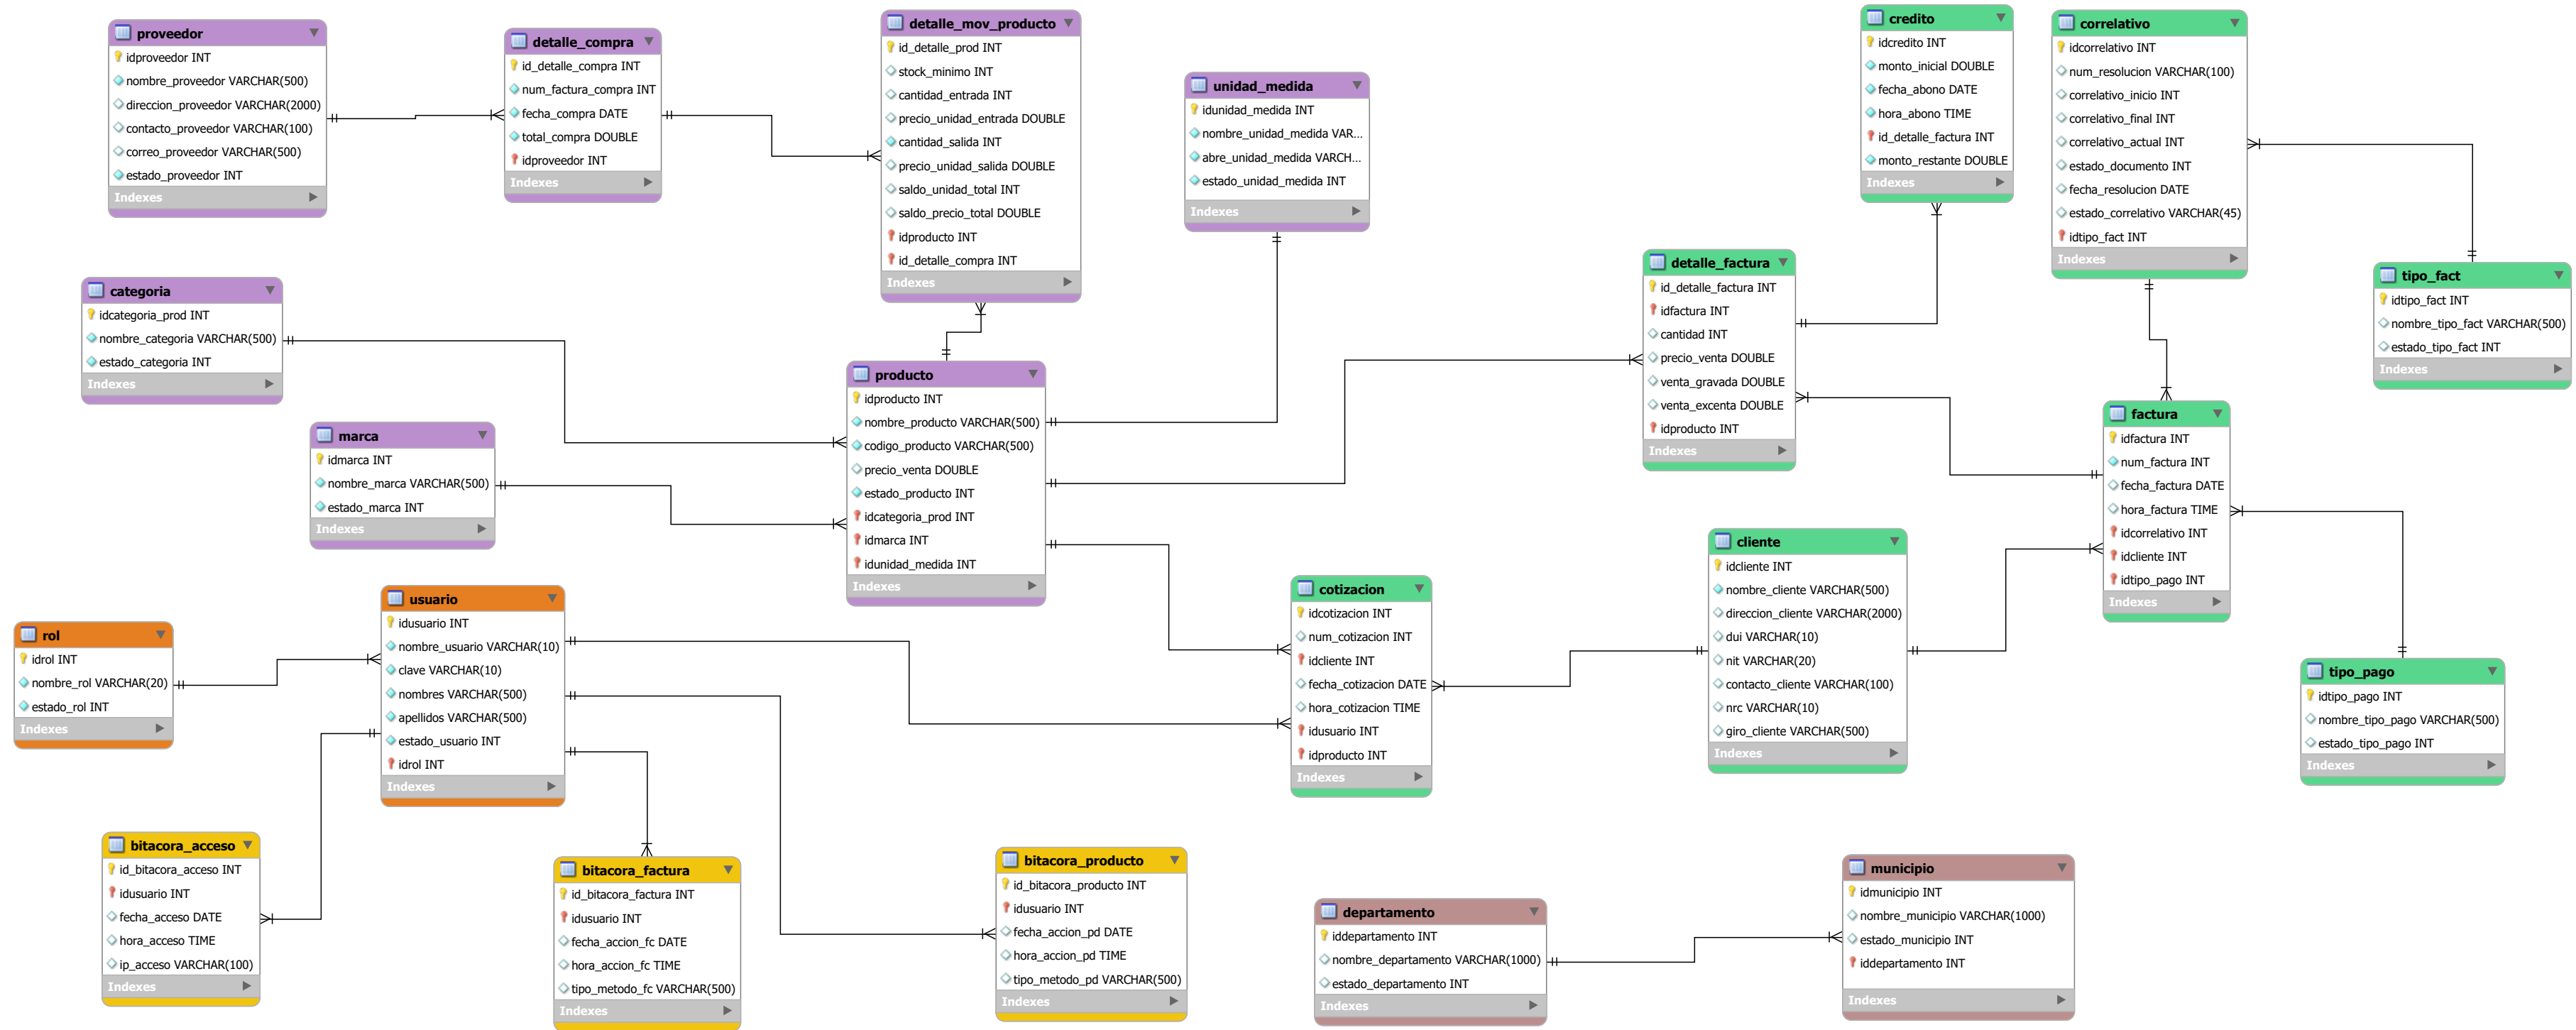 proveedor
idproveedor INT
nombre_proveedor VARCHAR(500)
direccion_proveedor VARCHAR(2000)
contacto_proveedor VARCHAR(100)
correo_proveedor VARCHAR(500)
estado_proveedor INT
Indexes
detalle_compra
id_detalle_compra INT
num_factura_compra INT
fecha_compra DATE
total_compra DOUBLE
idproveedor INT
Indexes
detalle_mov_producto
id_detalle_prod INT
stock_minimo INT
cantidad_entrada INT
precio_unidad_entrada DOUBLE
cantidad_salida INT
precio_unidad_salida DOUBLE
saldo_unidad_total INT
saldo_precio_total DOUBLE
idproducto INT
id_detalle_compra INT
Indexes
unidad_medida
idunidad_medida INT
nombre_unidad_medida VAR...
abre_unidad_medida VARCH...
estado_unidad_medida INT
Indexes
credito
idcredito INT
monto_inicial DOUBLE
fecha_abono DATE
hora_abono TIME
id_detalle_factura INT
monto_restante DOUBLE
Indexes
correlativo
idcorrelativo INT
num_resolucion VARCHAR(100)
correlativo_inicio INT
correlativo_final INT
correlativo_actual INT
estado_documento INT
fecha_resolucion DATE
estado_correlativo VARCHAR(45)
idtipo_fact INT
Indexes
tipo_fact
idtipo_fact INT
nombre_tipo_fact VARCHAR(500)
estado_tipo_fact INT
Indexes
detalle_factura
id_detalle_factura INT
idfactura INT
cantidad INT
precio_venta DOUBLE
venta_gravada DOUBLE
venta_excenta DOUBLE
idproducto INT
Indexes
categoria
idcategoria_prod INT
nombre_categoria VARCHAR(500)
estado_categoria INT
Indexes
producto
idproducto INT
nombre_producto VARCHAR(500)
codigo_producto VARCHAR(500)
precio_venta DOUBLE
estado_producto INT
idcategoria_prod INT
idmarca INT
idunidad_medida INT
Indexes
marca
idmarca INT
nombre_marca VARCHAR(500)
estado_marca INT
Indexes
factura
idfactura INT
num_factura INT
fecha_factura DATE
hora_factura TIME
idcorrelativo INT
idcliente INT
idtipo_pago INT
Indexes
cliente
idcliente INT
nombre_cliente VARCHAR(500)
direccion_cliente VARCHAR(2000)
dui VARCHAR(10)
nit VARCHAR(20)
contacto_cliente VARCHAR(100)
nrc VARCHAR(10)
giro_cliente VARCHAR(500)
Indexes
cotizacion
idcotizacion INT
num_cotizacion INT
idcliente INT
fecha_cotizacion DATE
hora_cotizacion TIME
idusuario INT
idproducto INT
Indexes
usuario
idusuario INT
nombre_usuario VARCHAR(10)
clave VARCHAR(10)
nombres VARCHAR(500)
apellidos VARCHAR(500)
estado_usuario INT
idrol INT
Indexes
rol
idrol INT
nombre_rol VARCHAR(20)
estado_rol INT
Indexes
tipo_pago
idtipo_pago INT
nombre_tipo_pago VARCHAR(500)
estado_tipo_pago INT
Indexes
bitacora_acceso
id_bitacora_acceso INT
idusuario INT
fecha_acceso DATE
hora_acceso TIME
ip_acceso VARCHAR(100)
Indexes
bitacora_factura
id_bitacora_factura INT
idusuario INT
fecha_accion_fc DATE
hora_accion_fc TIME
tipo_metodo_fc VARCHAR(500)
Indexes
bitacora_producto
id_bitacora_producto INT
idusuario INT
fecha_accion_pd DATE
hora_accion_pd TIME
tipo_metodo_pd VARCHAR(500)
Indexes
departamento
iddepartamento INT
nombre_departamento VARCHAR(1000)
estado_departamento INT
Indexes
municipio
idmunicipio INT
nombre_municipio VARCHAR(1000)
estado_municipio INT
iddepartamento INT
Indexes